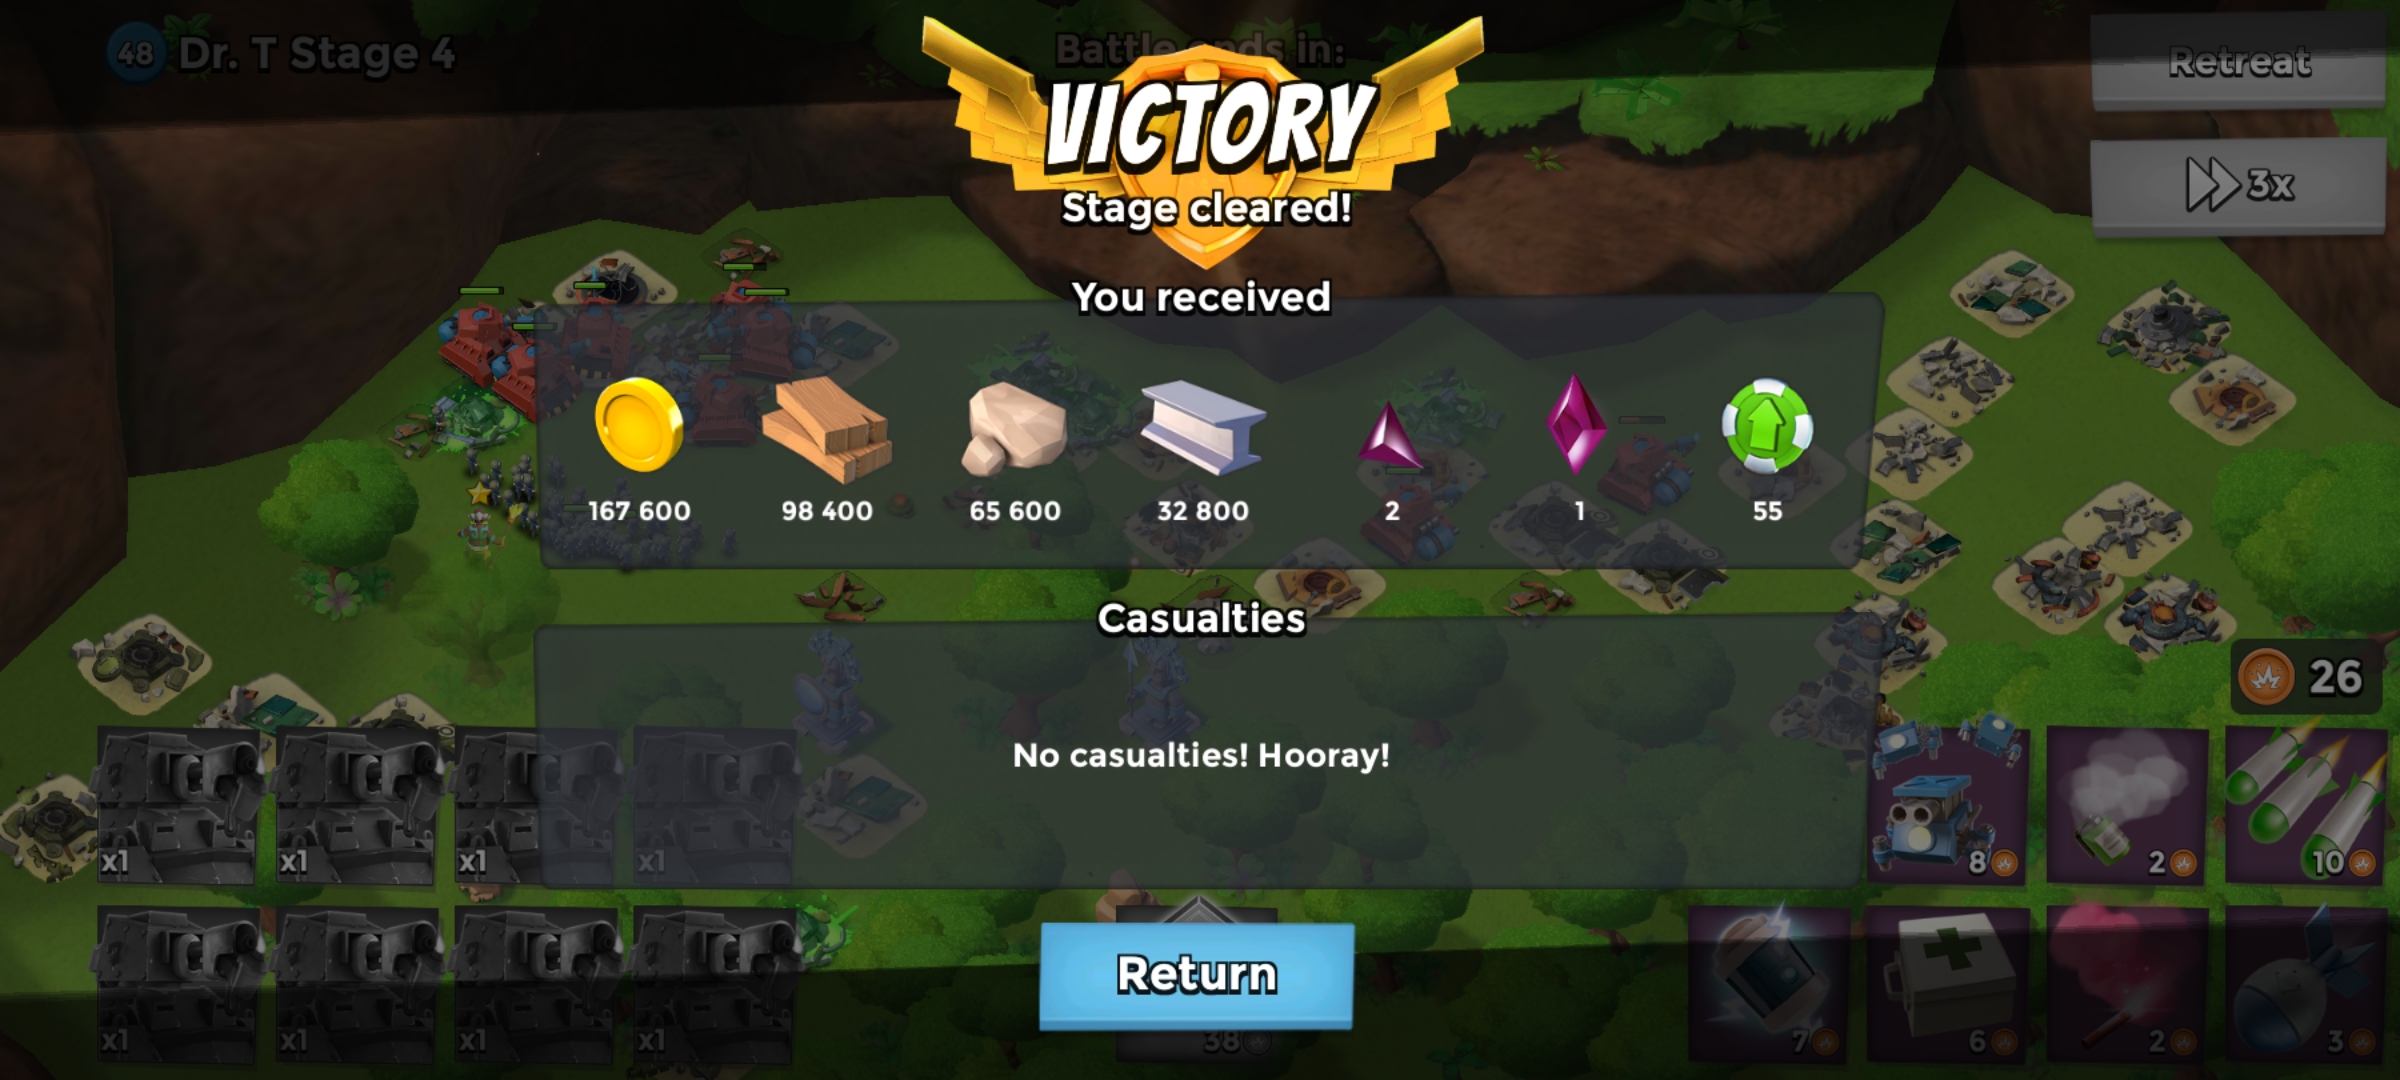 48 Dr. T Stage 4
Battle ends in:
Retreat
3x
VICTORY
Stage cleared!
You received
167 600
98 400
65 600
32 800
2
1
55
Casualties
No casualties! Hooray!
26
x1
x1
x1
x1
8
2
10
x1
x1
x1
x1
Return
38
7
6
2
3